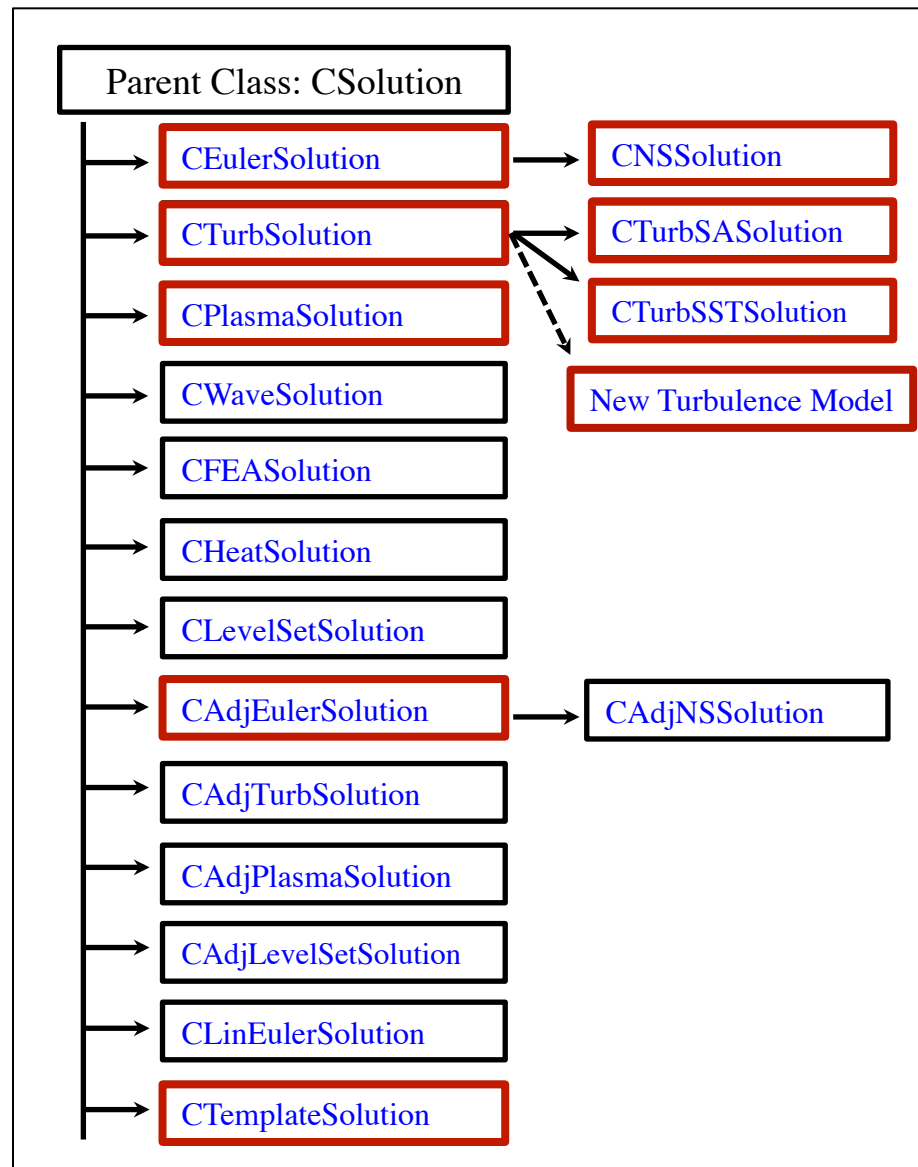 Parent Class: CSolution
CEulerSolution
CNSSolution
CTurbSolution
CTurbSASolution
CTurbSSTSolution
New Turbulence Model
CPlasmaSolution
CWaveSolution
CFEASolution
CHeatSolution
CLevelSetSolution
CAdjEulerSolution
CAdjNSSolution
CAdjTurbSolution
CAdjPlasmaSolution
CAdjLevelSetSolution
CLinEulerSolution
CTemplateSolution